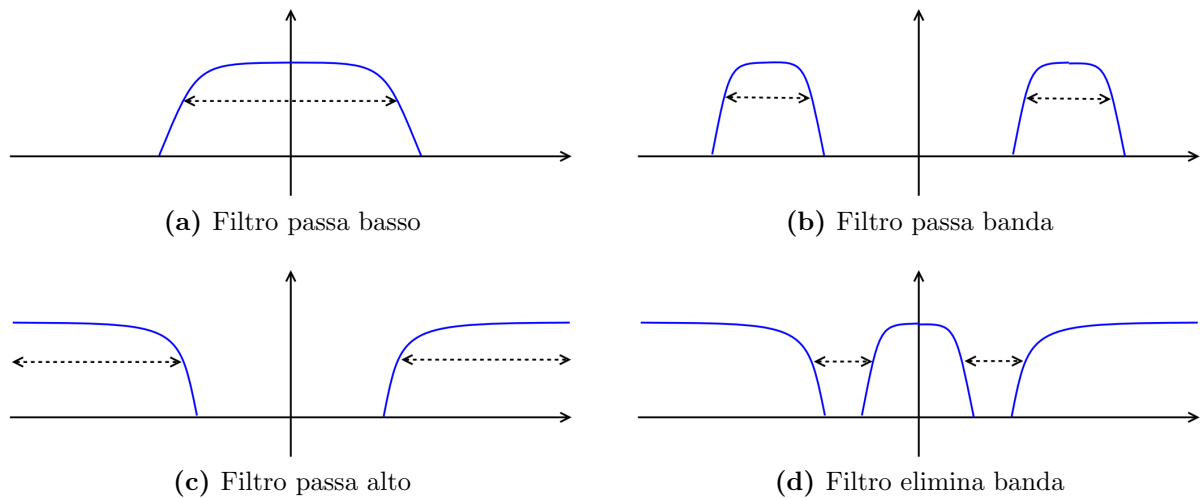 (a) Filtro passa basso
(b) Filtro passa banda
(c) Filtro passa alto
(d) Filtro elimina banda